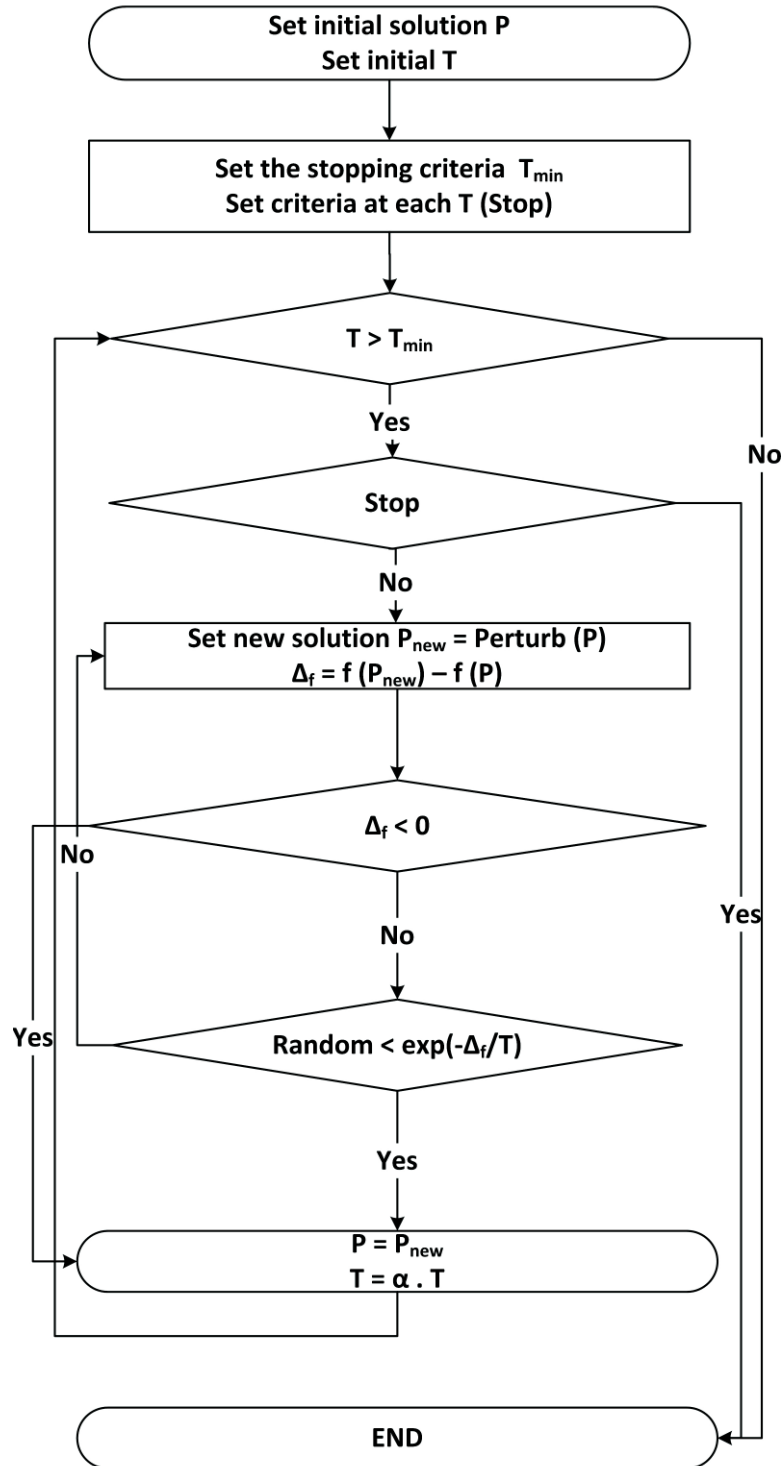 Set initial solution P
Set initial T
Set the stopping criteria T_min
Set criteria at each T (Stop)
T > T_min
Yes
No
Stop
No
Set new solution P_new = Perturb (P)
Δ_f = f (P_new) – f (P)
Δ_f < 0
No
Yes
No
Yes
Random < exp(-Δ_f/T)
Yes
P = P_new
T = α . T
END